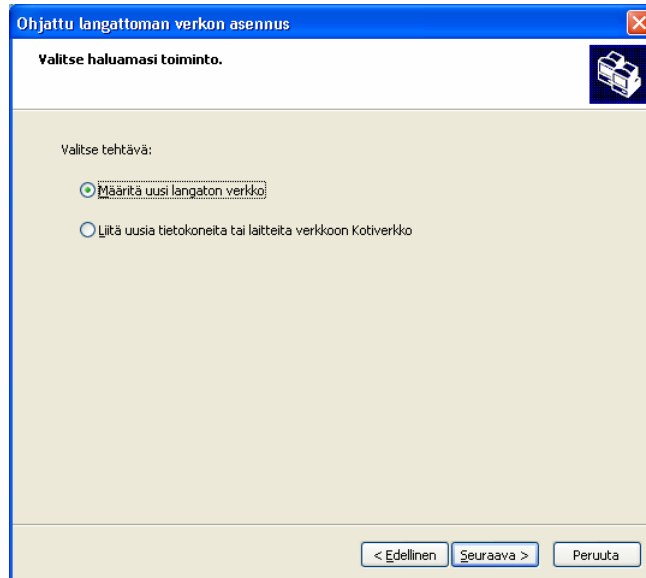 Ohjattu langattoman verkon asennus
Valitse haluamasi toiminto.
Valitse tehtävä:
Määritä uusi langaton verkko
Liitä uusia tietokoneita tai laitteita verkkoon Kotiverkko
< Edellinen Seuraava > Peruuta